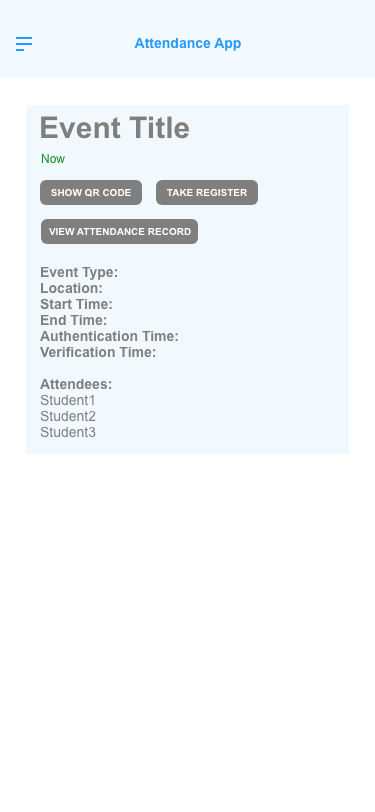 Attendance App
Event Title
Now
SHOW QR CODE TAKE REGISTER
VIEW ATTENDANCE RECORD
Event Type:
Location:
Start Time:
End Time:
Authentication Time:
Verification Time:
Attendees:
Student1
Student2
Student3